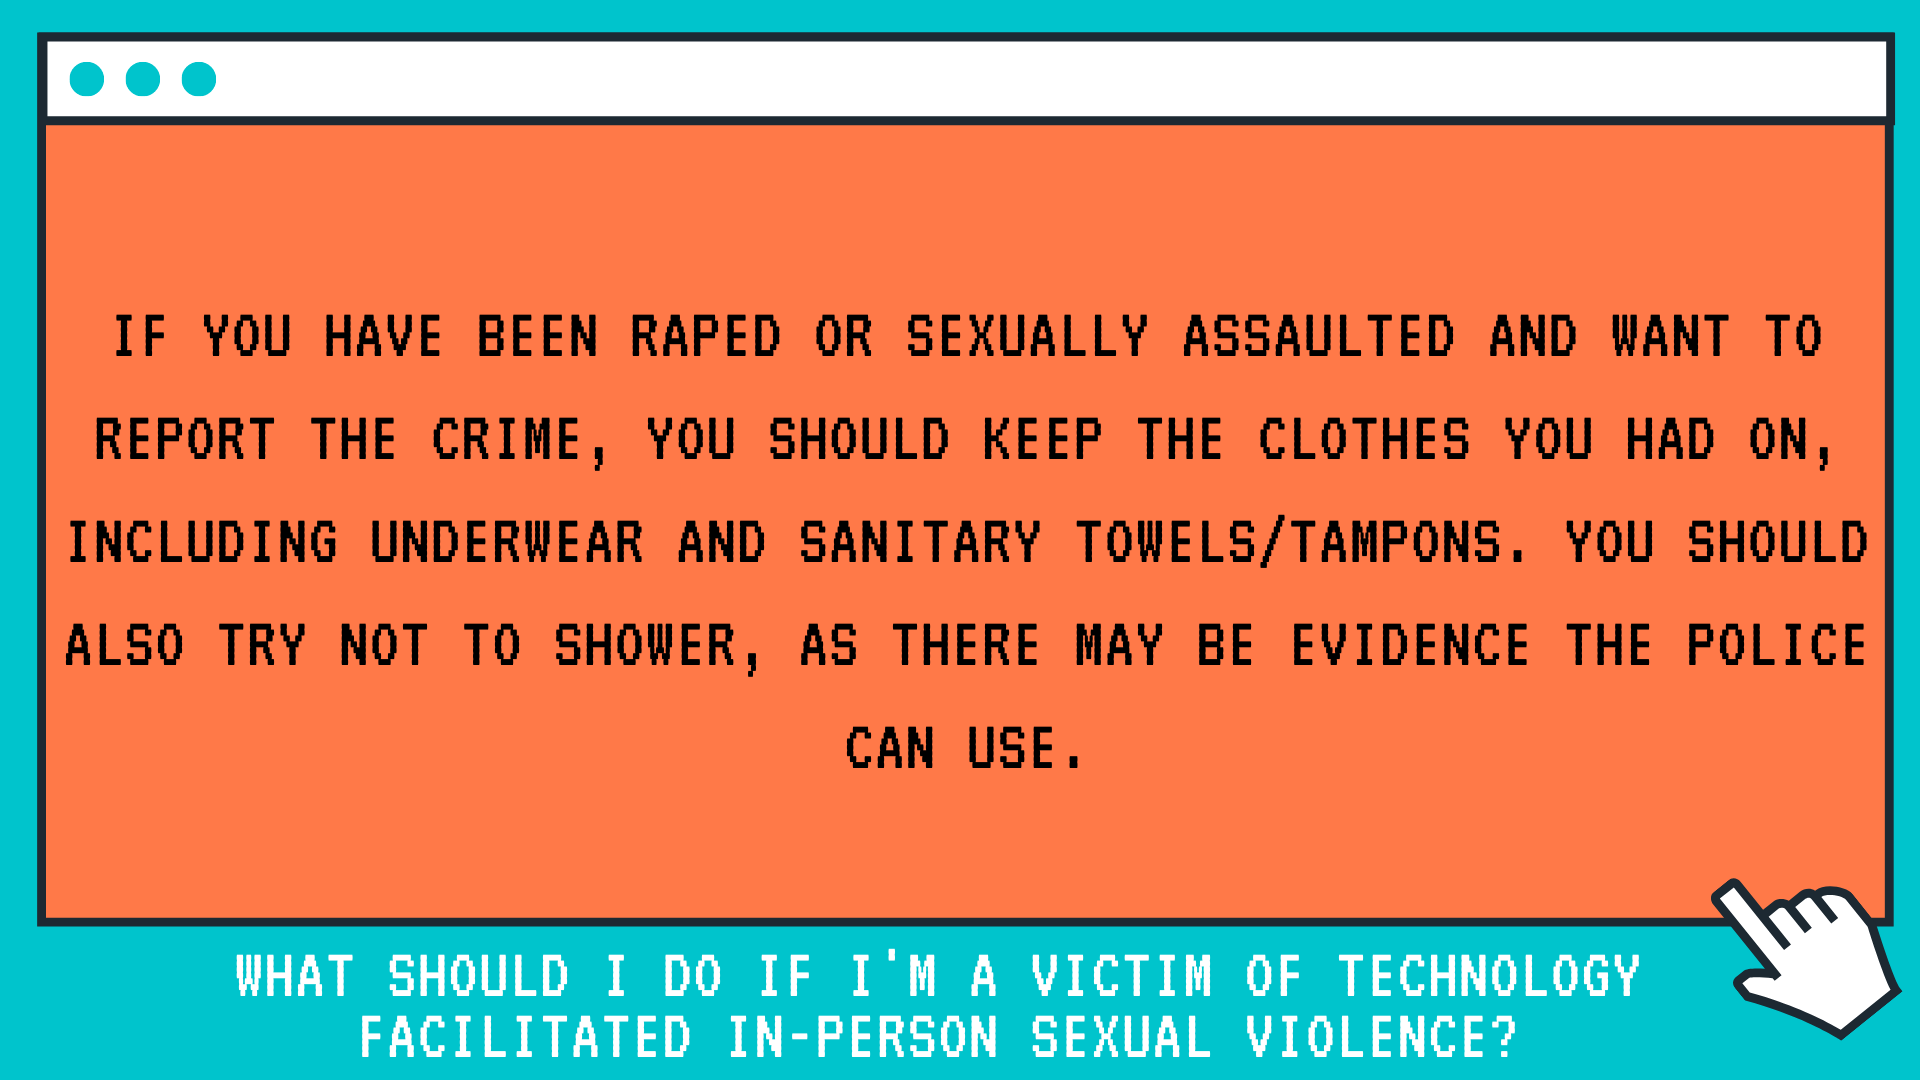 IF YOU HAVE BEEN RAPED OR SEXUALLY ASSAULTED AND WANT TO
REPORT THE CRIME, YOU SHOULD KEEP THE CLOTHES YOU HAD ON,
INCLUDING UNDERWEAR AND SANITARY TOWELS/TAMPONS. YOU SHOULD
ALSO TRY NOT TO SHOWER, AS THERE MAY BE EVIDENCE THE POLICE
CAN USE.
WHAT SHOULD I DO IF I'M A VICTIM OF TECHNOLOGY
FACILITATED IN-PERSON SEXUAL VIOLENCE?